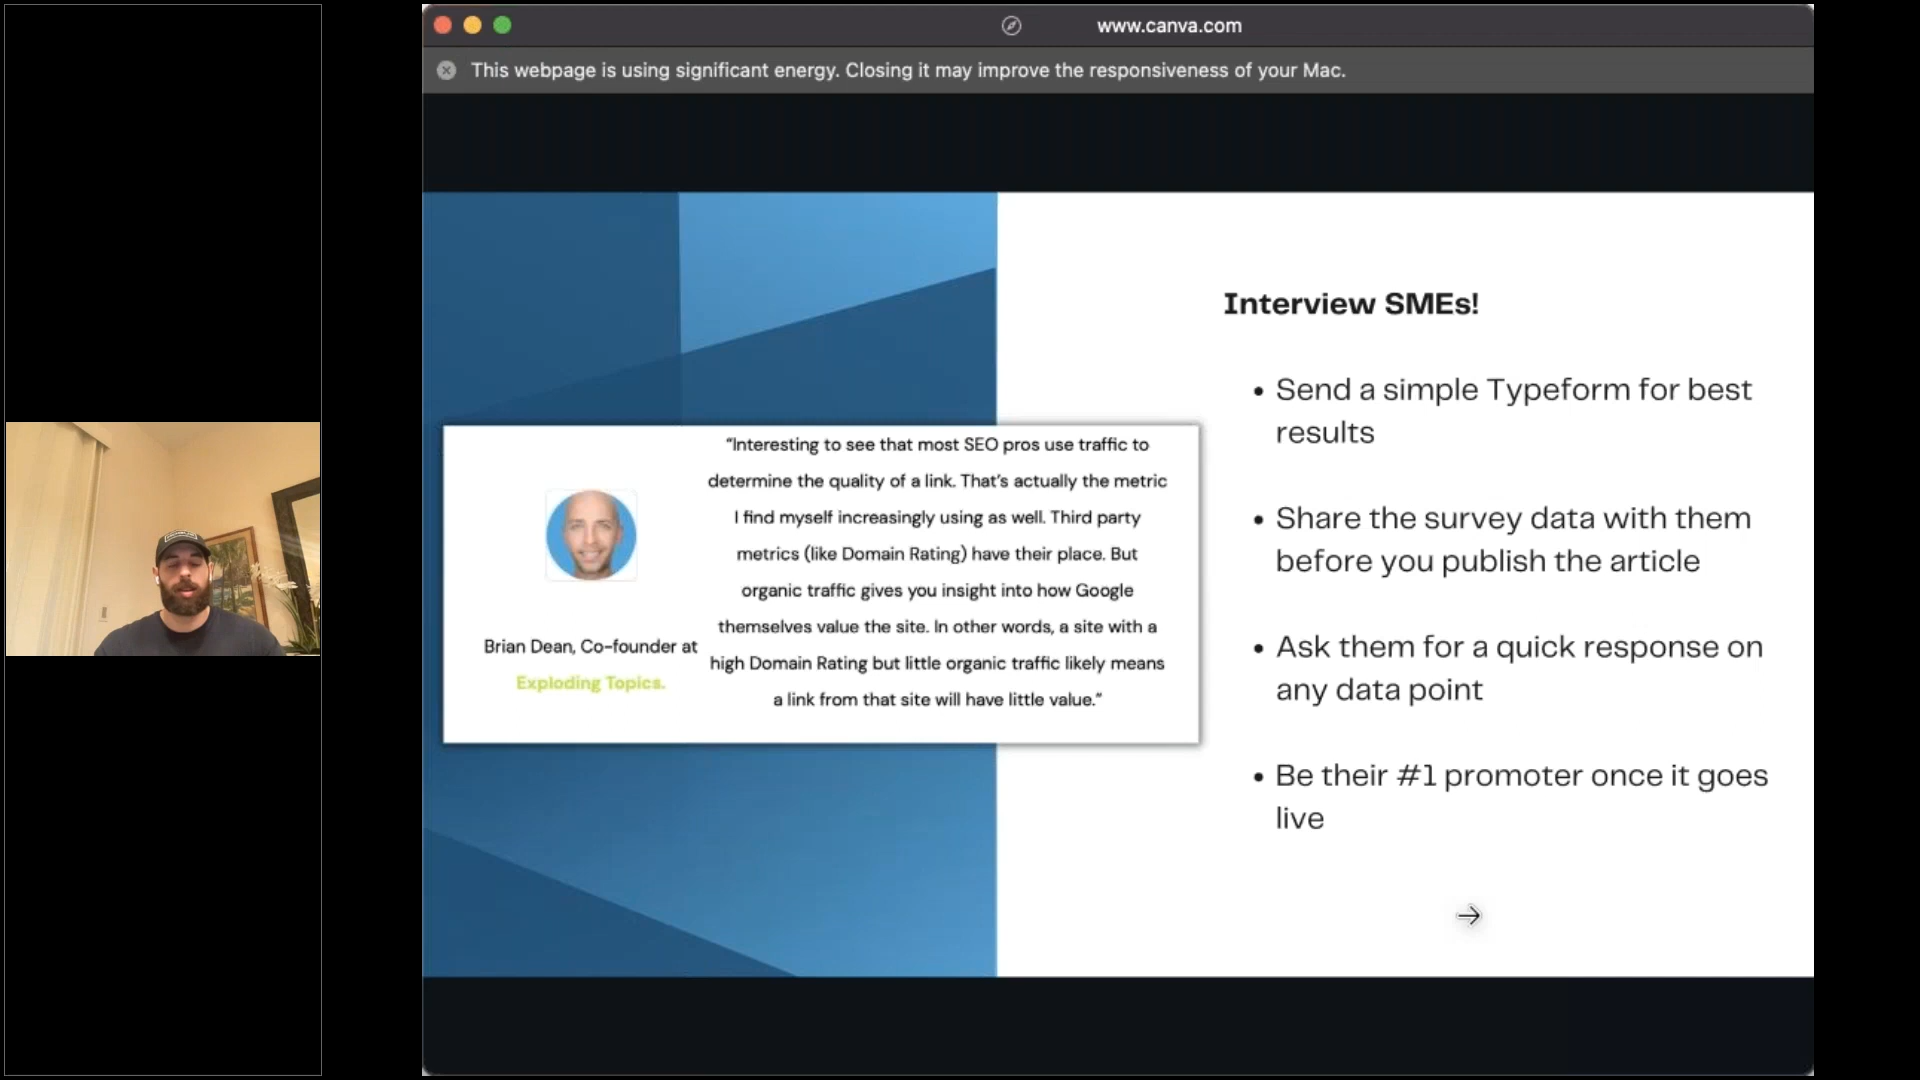 www.canva.com
This webpage is using significant energy. Closing it may improve the responsiveness of your Mac.
Interview SMEs!
• Send a simple Typeform for best
results
• Share the survey data with them
before you publish the article
• Ask them for a quick response on
any data point
• Be their #1 promoter once it goes
live
“Interesting to see that most SEO pros use traffic to
determine the quality of a link. That’s actually the metric
I find myself increasingly using as well. Third party
metrics (like Domain Rating) have their place. But
organic traffic gives you insight into how Google
themselves value the site. In other words, a site with a
high Domain Rating but little organic traffic likely means
a link from that site will have little value.”
Brian Dean, Co-founder at
Exploding Topics.